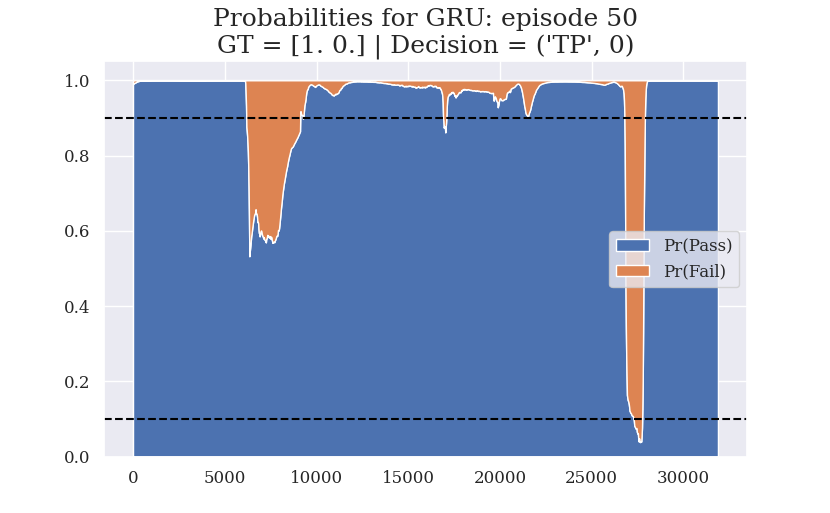 Probabilities for GRU: episode 50
GT = [1. 0.] | Decision = ('TP', 0)
1.0
0.8
0.6
0.4
0.2
0.0
Pr(Pass)
Pr(Fail)
0 5000 10000 15000 20000 25000 30000